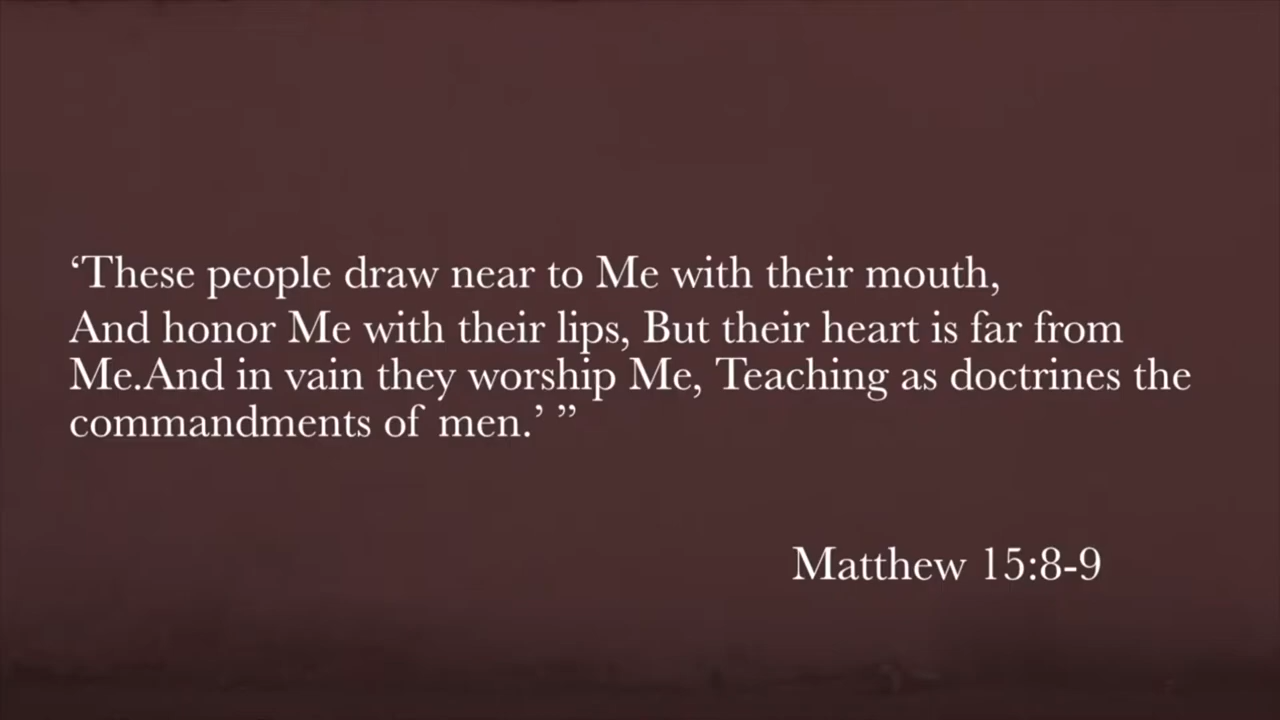 ‘These people draw near to Me with their mouth,
And honor Me with their lips, But their heart is far from
Me.And in vain they worship Me, Teaching as doctrines the
commandments of men.’ ”
Matthew 15:8-9